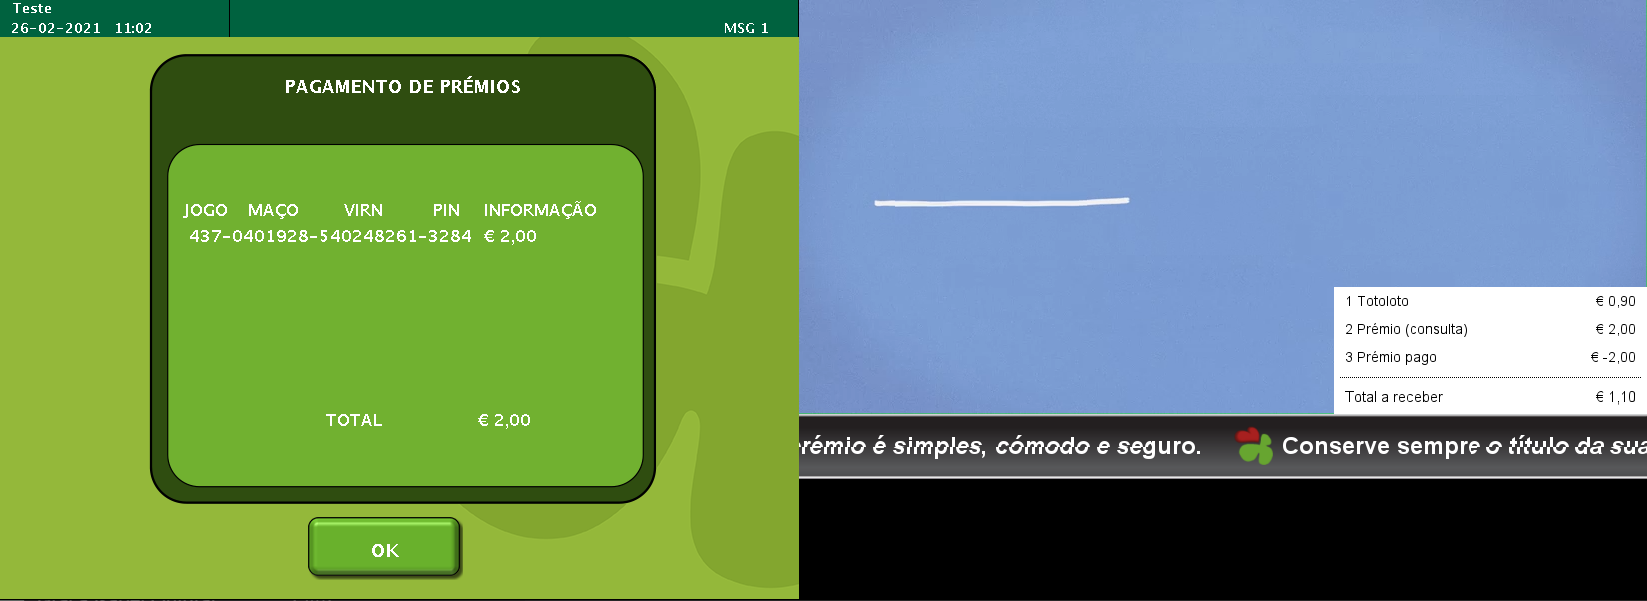 Teste
26-02-2021 11:02
MSG 1
PAGAMENTO DE PRÉMIOS
JOGO MAÇO VIRN PIN INFORMAÇÃO
437-0401928-540248261-3284 € 2,00
TOTAL € 2,00
OK
1 Totoloto € 0,90
2 Prémio (consulta) € 2,00
3 Prémio pago € -2,00
Total a receber € 1,10
rémio é simples, cómodo e seguro. Conserve sempre o título da sua